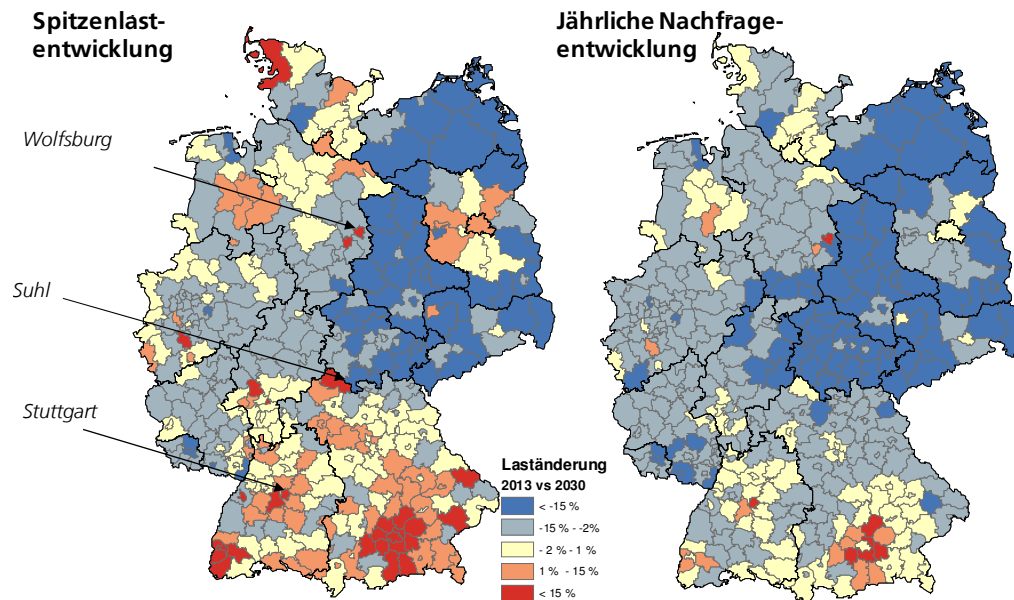 Spitzenlast-
entwicklung
Jährliche Nachfrage-
entwicklung
Wolfsburg
Suhl
Stuttgart
Laständerung
2013 vs 2030
< -15 %
-15 % - -2%
- 2 % - 1 %
1 % - 15 %
< 15 %